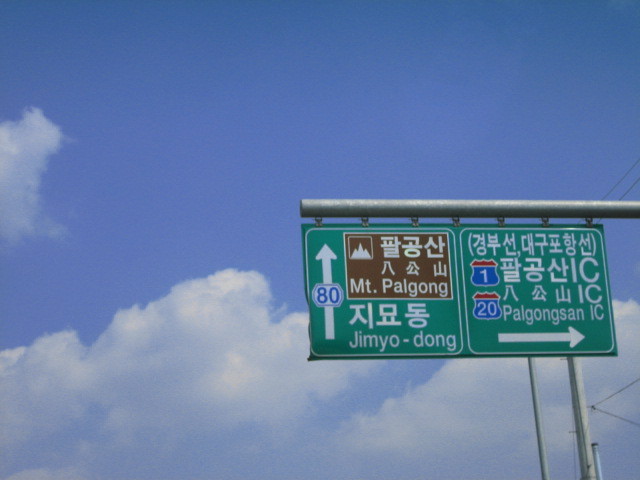 팔공산
八公山
Mt. Palgong
80
지묘동
Jimyo-dong
(경부선,대구포항선)
1 팔공산IC
20 八公山IC
Palgongsan IC